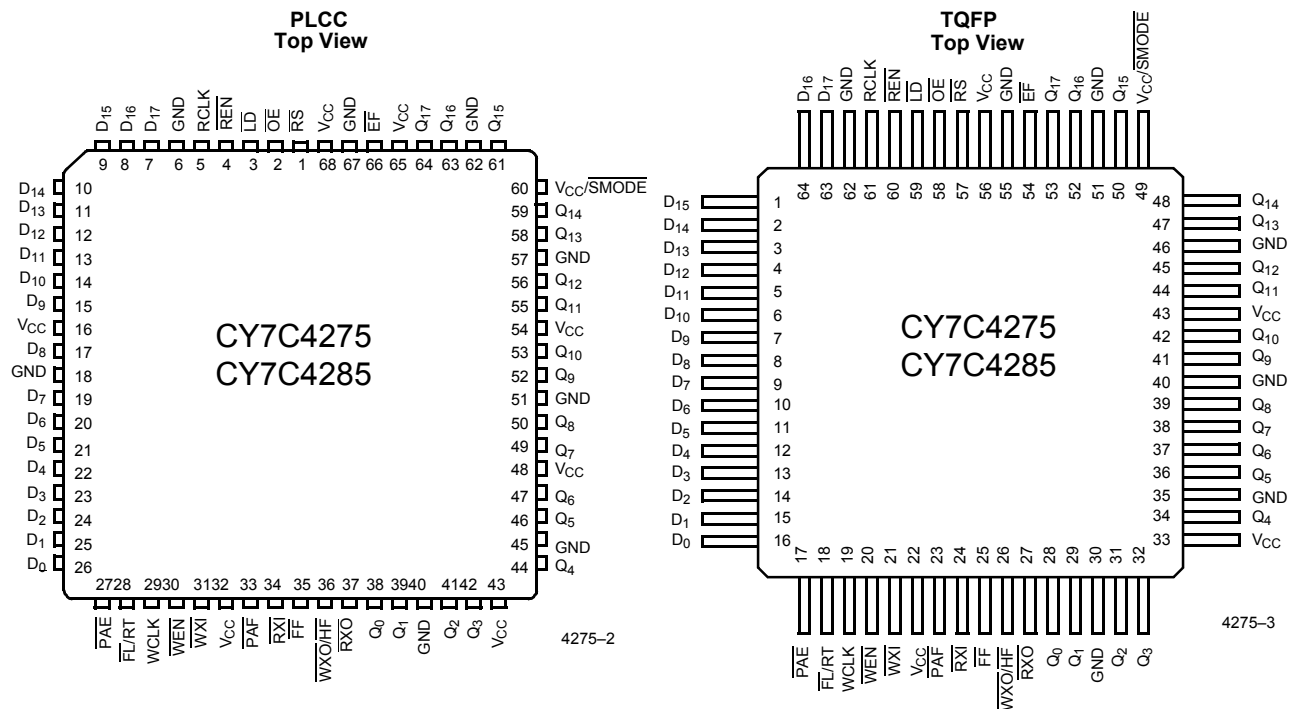 PLCC
Top View
D15 D16 D17 GND RCLK REN LD OE RS VCC GND EF VCC Q17 Q16 GND Q15
9 8 7 6 5 4 3 2 1 68 67 66 65 64 63 62 61
D14 10
D13 11
D12 12
D11 13
D10 14
D9 15
VCC 16
D8 17
GND 18
D7 19
D6 20
D5 21
D4 22
D3 23
D2 24
D1 25
D0 26
CY7C4275
CY7C4285
60 VCC/SMODE
59 Q14
58 Q13
57 GND
56 Q12
55 Q11
54 VCC
53 Q10
52 Q9
51 GND
50 Q8
49 Q7
48 VCC
47 Q6
46 Q5
45 GND
44 Q4
27 28 29 30 31 32 33 34 35 36 37 38 39 40 41 42 43
PAE FL/RT WCLK WEN WXI VCC PAF RXI FF WXO/HF RXO Q0 Q1 GND Q2 Q3 VCC
4275–2
TQFP
Top View
D16 D17 GND RCLK REN LD OE RS VCC GND EF Q17 Q16 GND Q15 VCC/SMODE
64 63 62 61 60 59 58 57 56 55 54 53 52 51 50 49
D15 1
D14 2
D13 3
D12 4
D11 5
D10 6
D9 7
D8 8
D7 9
D6 10
D5 11
D4 12
D3 13
D2 14
D1 15
D0 16
CY7C4275
CY7C4285
48 Q14
47 Q13
46 GND
45 Q12
44 Q11
43 VCC
42 Q10
41 Q9
40 GND
39 Q8
38 Q7
37 Q6
36 Q5
35 GND
34 Q4
33 VCC
17 18 19 20 21 22 23 24 25 26 27 28 29 30 31 32
PAE FL/RT WCLK WEN WXI VCC PAF RXI FF WXO/HF RXO Q0 Q1 GND Q2 Q3
4275–3